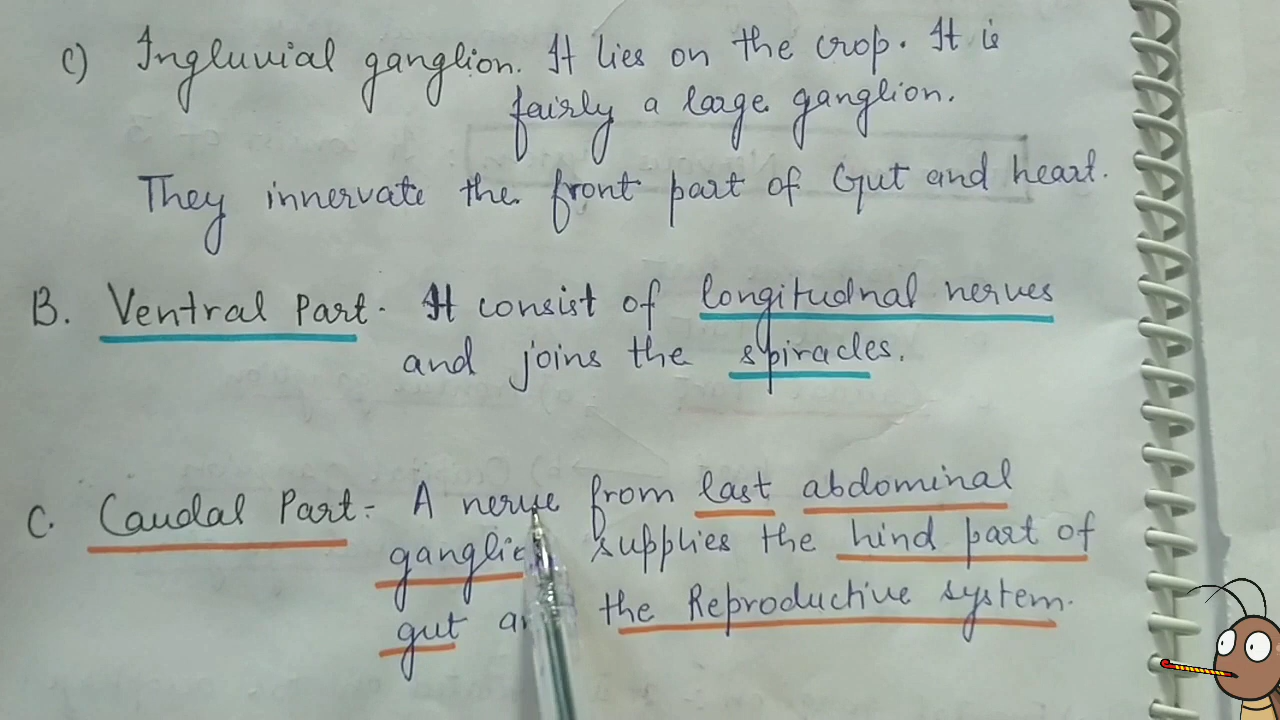 c) Ingluvial ganglion. It lies on the crop. It is
fairly a large ganglion.
They innervate the front part of Gut and heart.
B. Ventral Part- It consist of longitudnal nerves
and joins the spiracles.
C. Caudal Part- A nerve from last abdominal
supplies the hind part of
gut the Reproductive system.